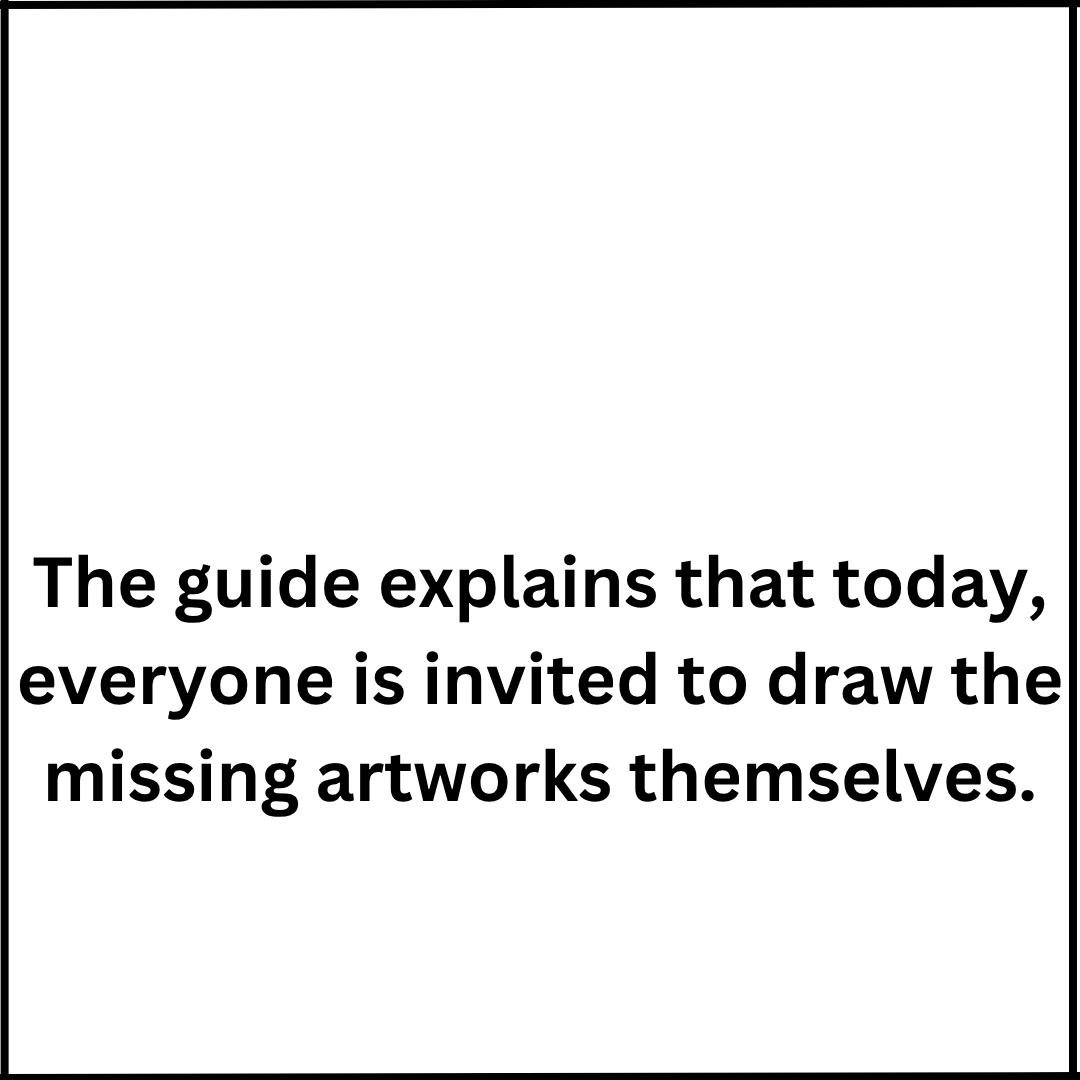 The guide explains that today,
everyone is invited to draw the
missing artworks themselves.